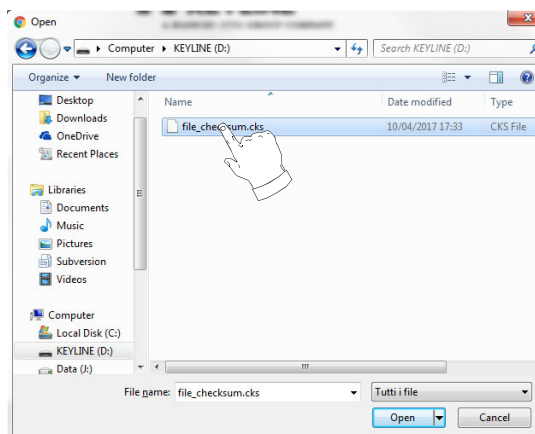 Open
Computer KEYLINE (D:)
Search KEYLINE (D:)
Organize
New folder
Desktop
Downloads
OneDrive
Recent Places
Libraries
Documents
Music
Pictures
Subversion
Videos
Computer
Local Disk (C:)
KEYLINE (D:)
Data (J:)
Name
Date modified
Type
file_checksum.cks
10/04/2017 17:33
CKS File
File name:
file_checksum.cks
Tutti i file
Open
Cancel